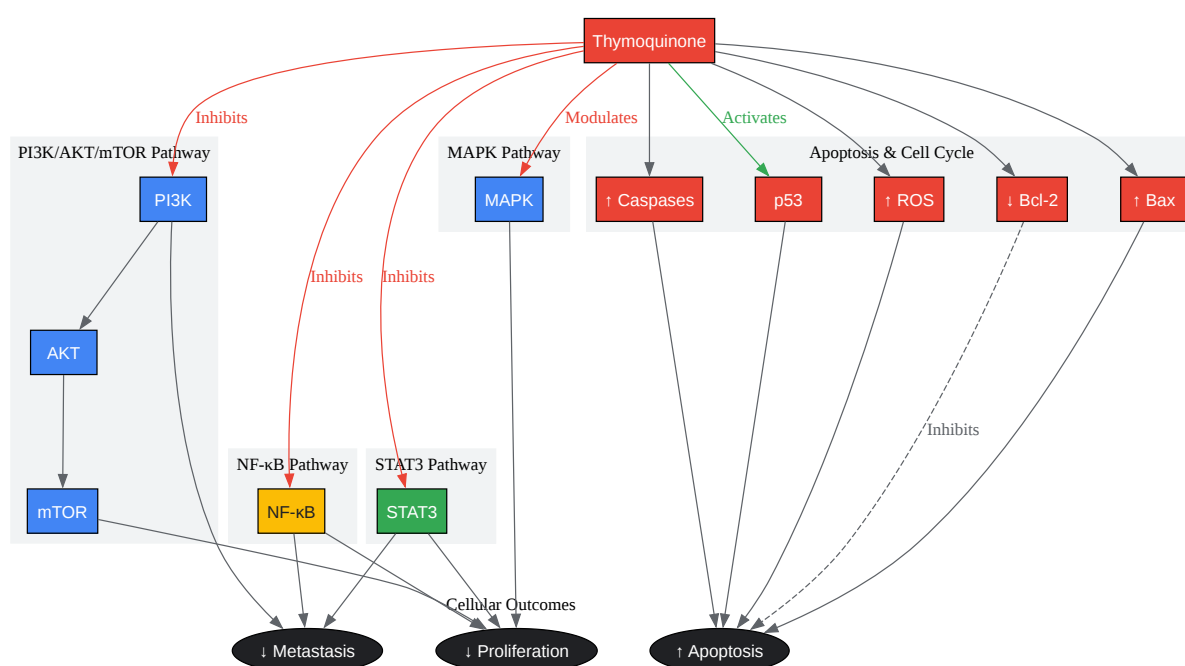 Thymoquinone
Inhibits
Modulates
Activates
PI3K/AKT/mTOR Pathway
MAPK Pathway
Apoptosis & Cell Cycle
PI3K
MAPK
↑ Caspases
p53
↑ ROS
↓ Bcl-2
↑ Bax
Inhibits
Inhibits
AKT
Inhibits
NF-κB Pathway
STAT3 Pathway
mTOR
NF-κB
STAT3
Cellular Outcomes
↓ Metastasis
↓ Proliferation
↑ Apoptosis